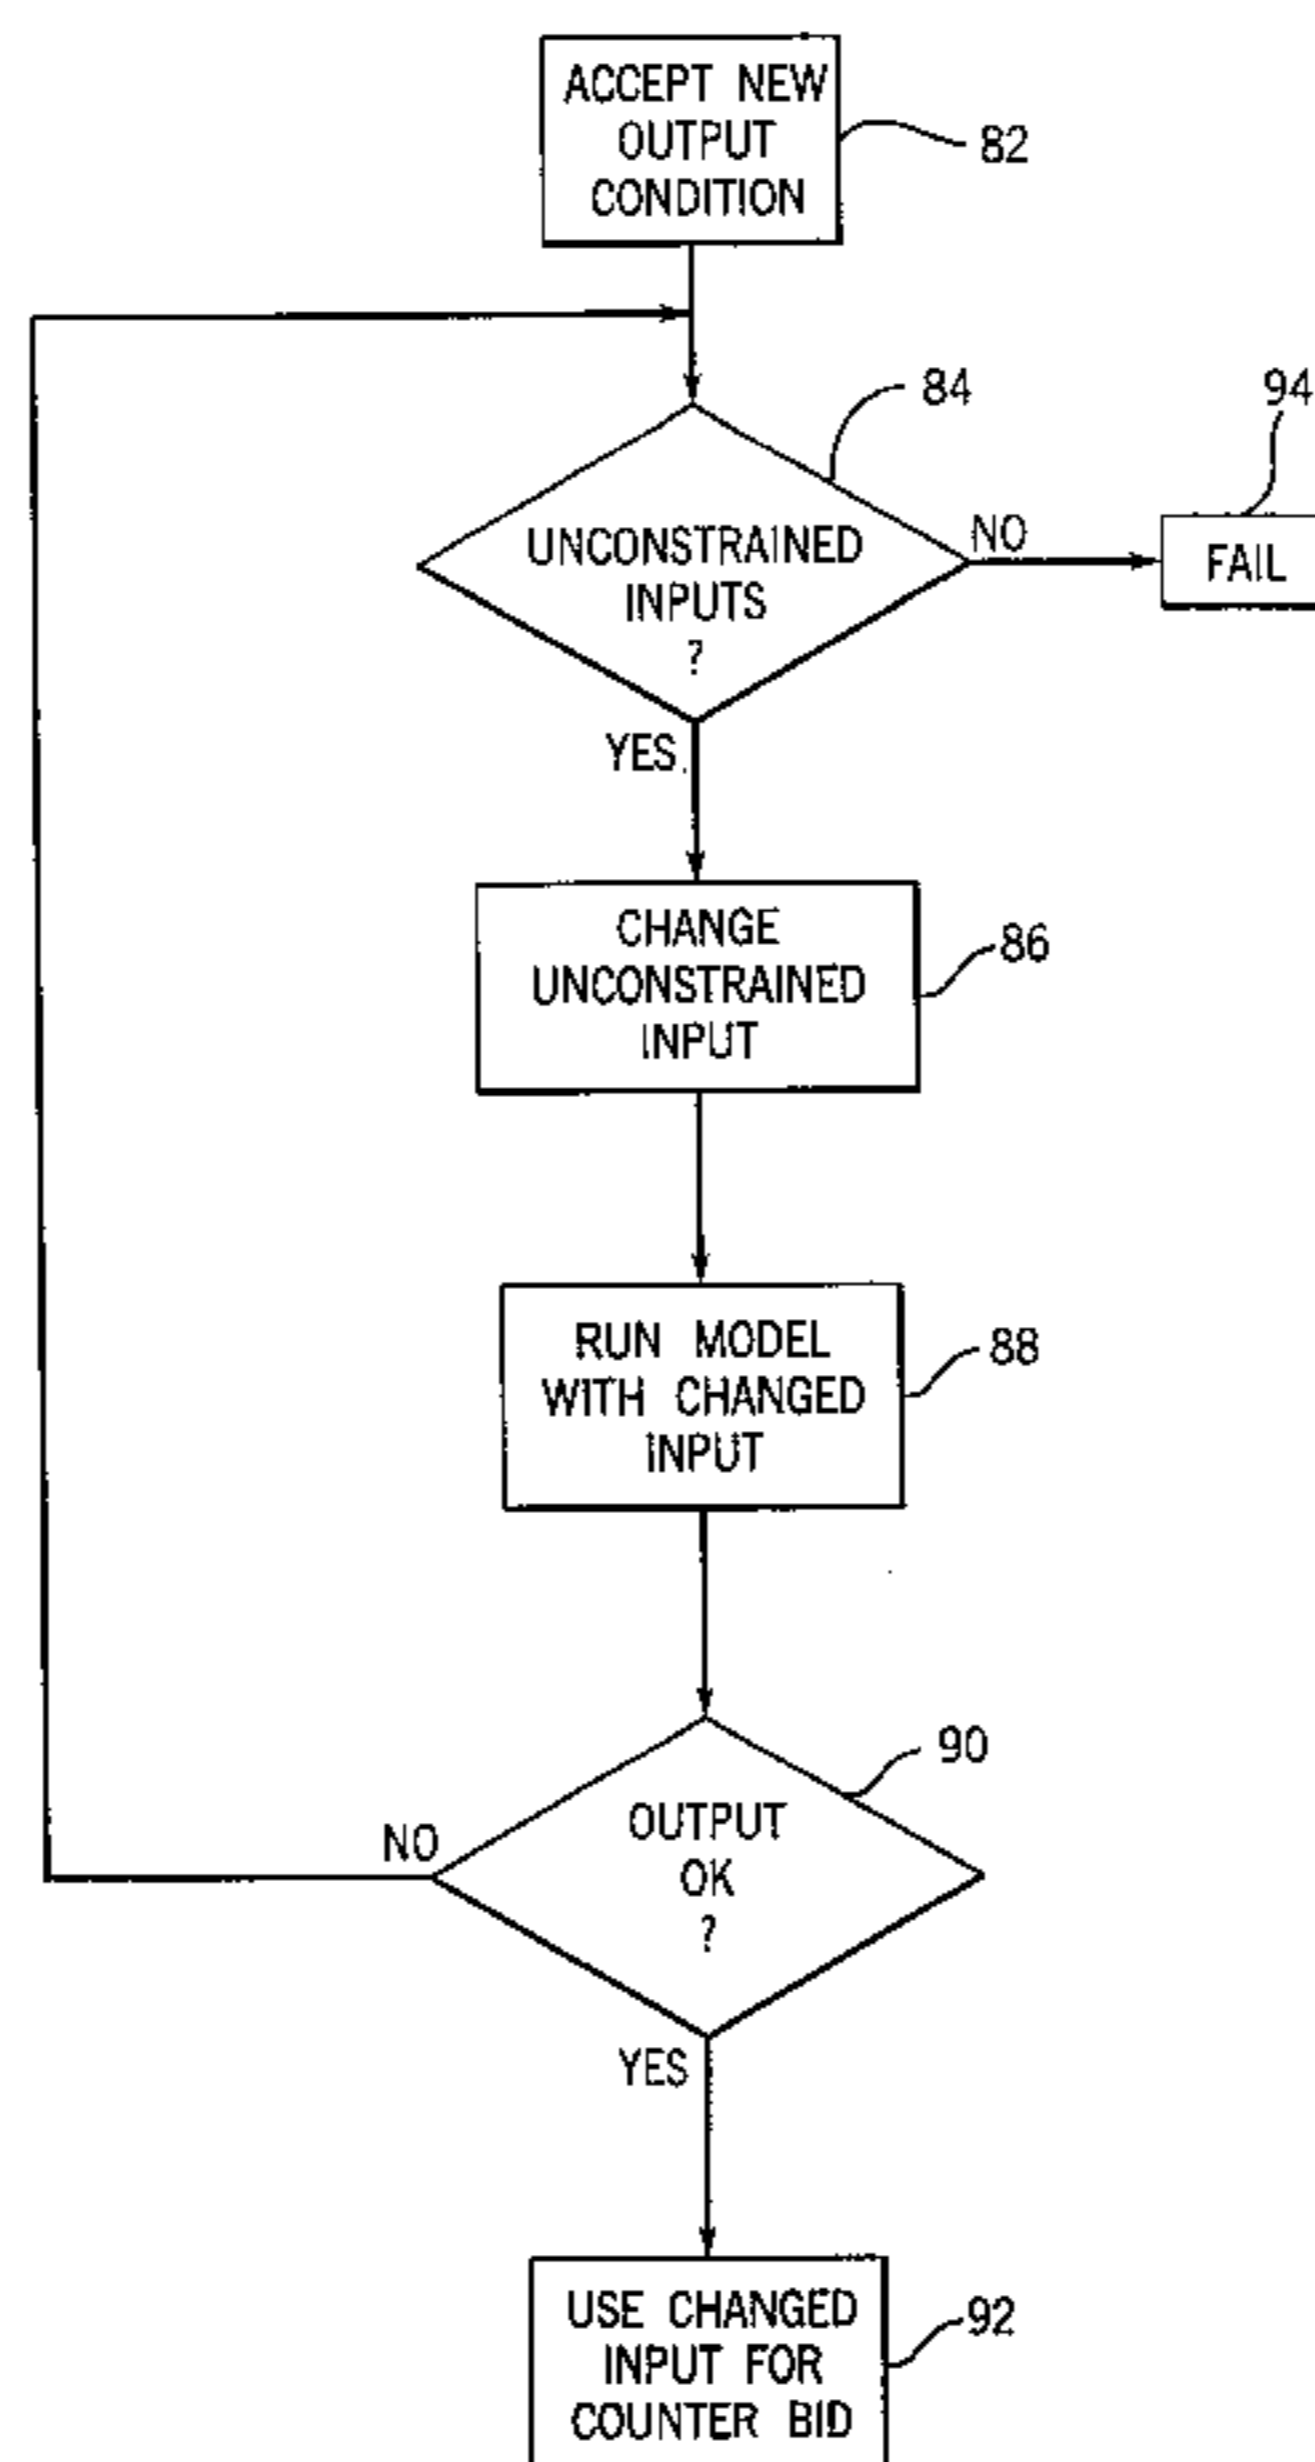 ACCEPT NEW
OUTPUT
CONDITION
82
84
94
UNCONSTRAINED
INPUTS
?
NO
FAIL
YES
CHANGE
UNCONSTRAINED
INPUT
86
RUN MODEL
WITH CHANGED
INPUT
88
90
OUTPUT
OK
?
NO
YES
USE CHANGED
INPUT FOR
COUNTER BID
92